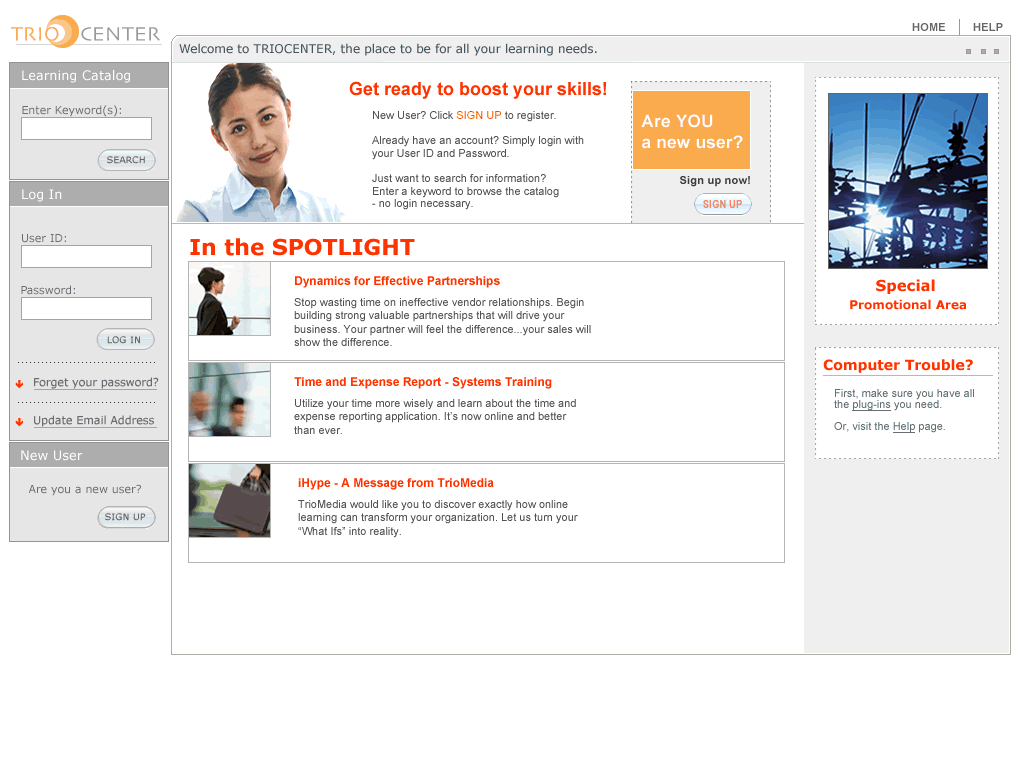 TRIOCENTER
HOME
HELP
Welcome to TRIOCENTER, the place to be for all your learning needs.
Learning Catalog
Enter Keyword(s):
SEARCH
Log In
User ID:
Password:
LOG IN
Forget your password?
Update Email Address
New User
Are you a new user?
SIGN UP
Get ready to boost your skills!
New User? Click SIGN UP to register.
Already have an account? Simply login with
your User ID and Password.
Just want to search for information?
Enter a keyword to browse the catalog
- no login necessary.
Are YOU
a new user?
Sign up now!
SIGN UP
In the SPOTLIGHT
Dynamics for Effective Partnerships
Stop wasting time on ineffective vendor relationships. Begin
building strong valuable partnerships that will drive your
business. Your partner will feel the difference...your sales will
show the difference.
Time and Expense Report - Systems Training
Utilize your time more wisely and learn about the time and
expense reporting application. It's now online and better
than ever.
iHype - A Message from TrioMedia
TrioMedia would like you to discover exactly how online
learning can transform your organization. Let us turn your
“What Ifs” into reality.
Special
Promotional Area
Computer Trouble?
First, make sure you have all
the plug-ins you need.
Or, visit the Help page.